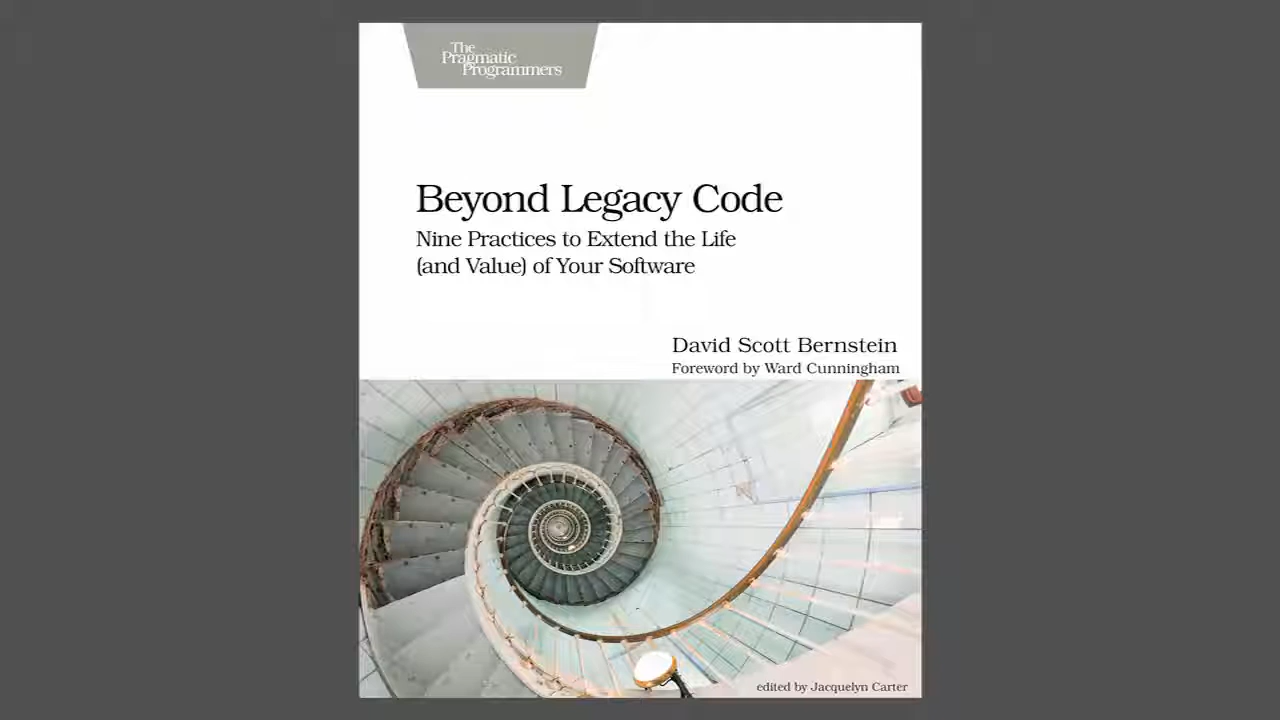 The
Pragmatic
Programmers
Beyond Legacy Code
Nine Practices to Extend the Life
(and Value) of Your Software
David Scott Bernstein
Foreword by Ward Cunningham
edited by Jacquelyn Carter